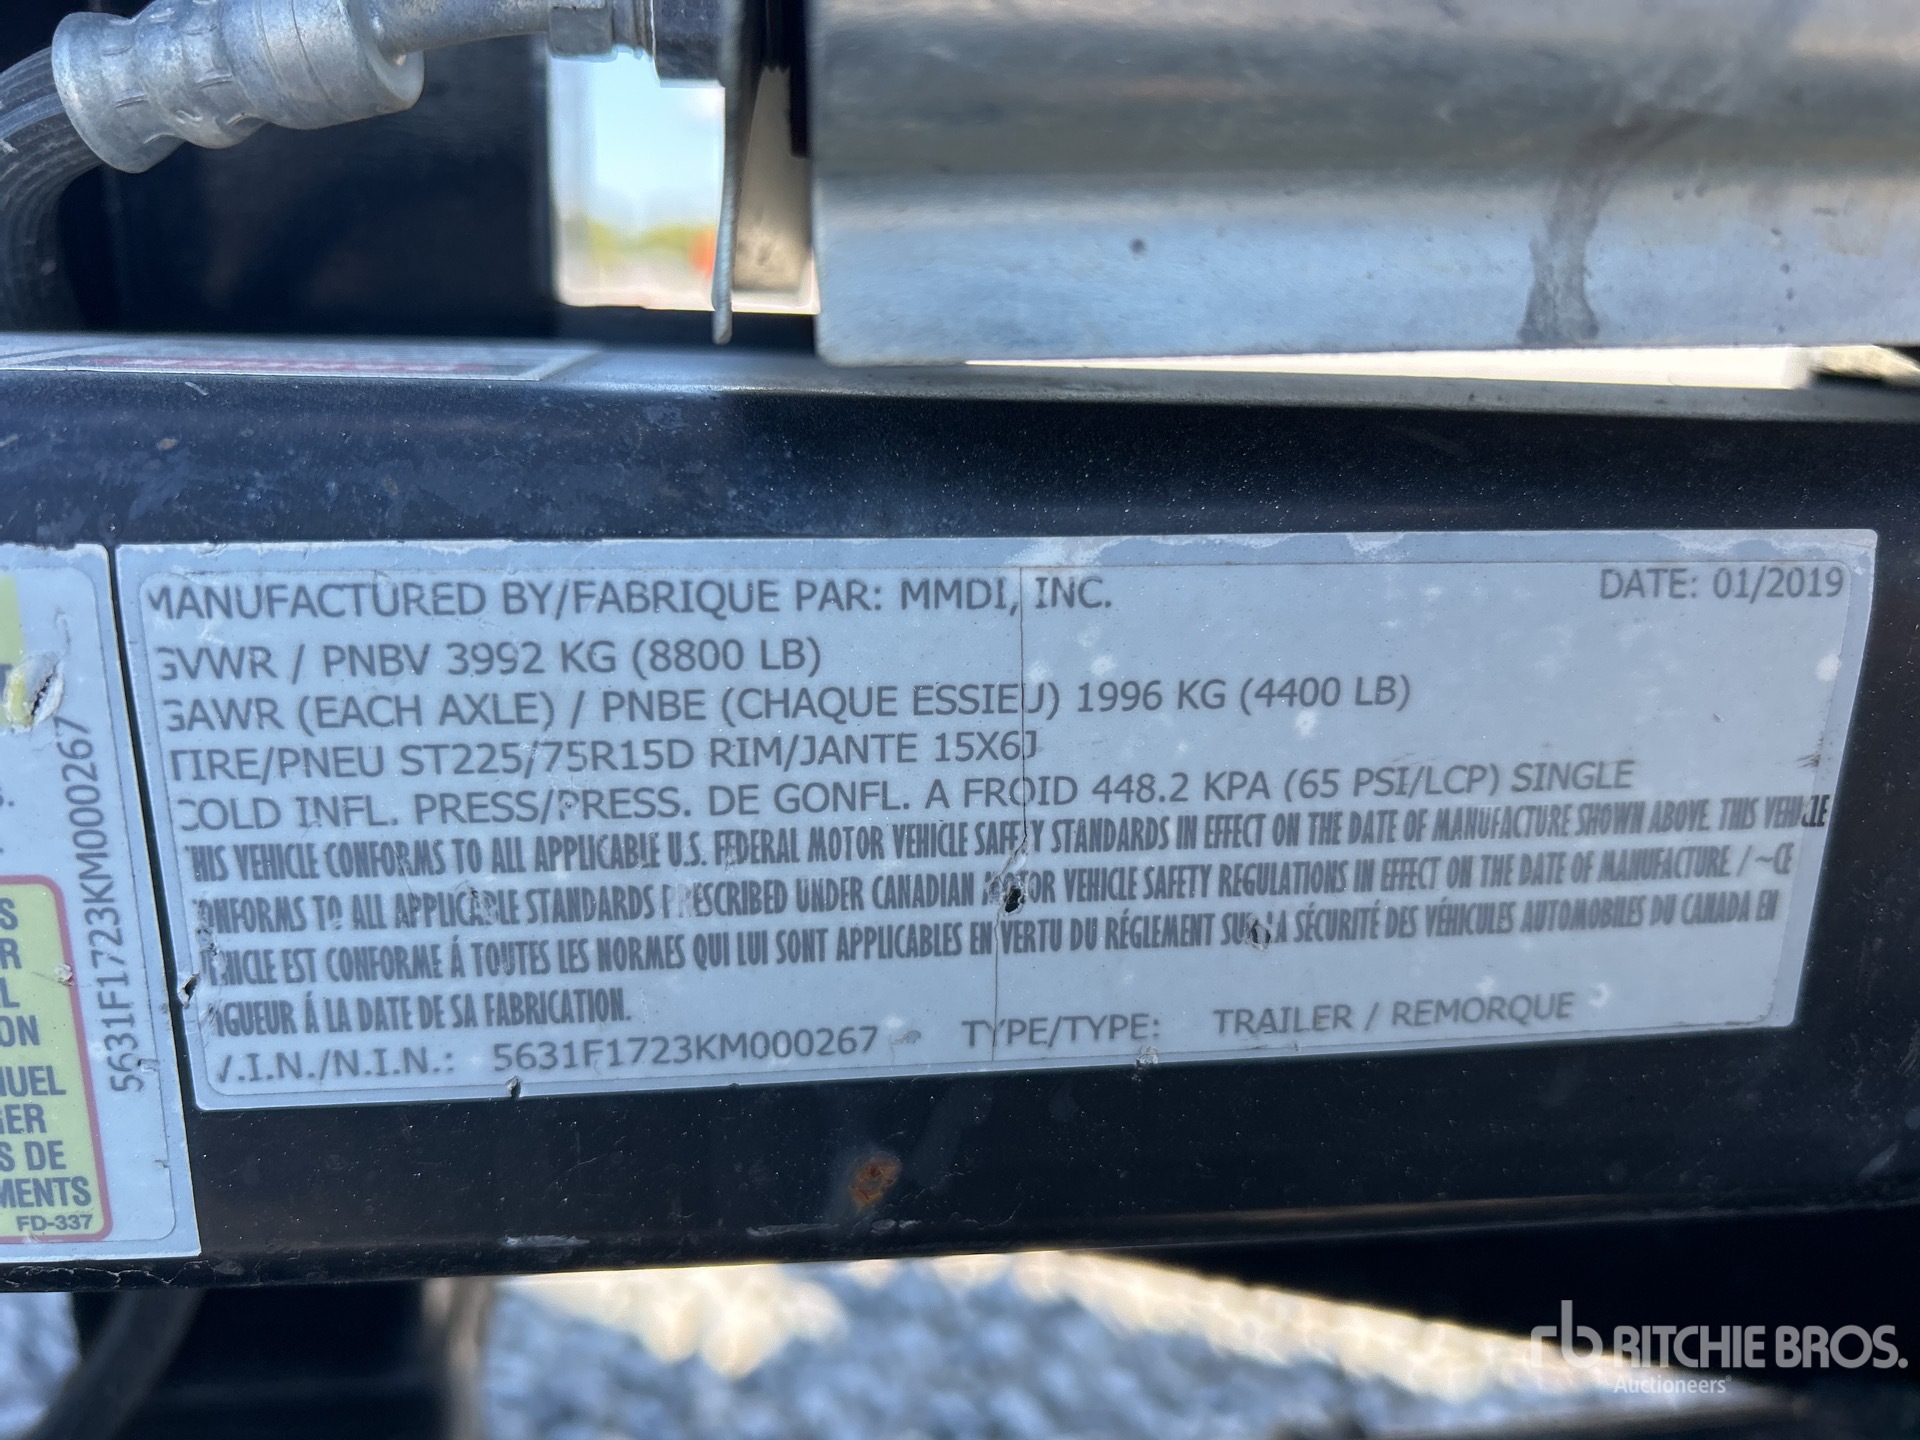 MANUFACTURED BY/FABRIQUE PAR: MMDI, INC. DATE: 01/2019
GVWR / PNBV 3992 KG (8800 LB)
GAWR (EACH AXLE) / PNBE (CHAQUE ESSIEU) 1996 KG (4400 LB)
TIRE/PNEU ST225/75R15D RIM/JANTE 15X6J
COLD INFL. PRESS/PRESS. DE GONFL. A FROID 448.2 KPA (65 PSI/LCP) SINGLE
THIS VEHICLE CONFORMS TO ALL APPLICABLE U.S. FEDERAL MOTOR VEHICLE SAFETY STANDARDS IN EFFECT ON THE DATE OF MANUFACTURE SHOWN ABOVE. THIS VEHICLE
CONFORMS TO ALL APPLICABLE STANDARDS PRESCRIBED UNDER CANADIAN MOTOR VEHICLE SAFETY REGULATIONS IN EFFECT ON THE DATE OF MANUFACTURE / ~CE
VEHICLE EST CONFORME Á TOUTES LES NORMES QUI LUI SONT APPLICABLES EN VERTU DU RÉGLEMENT SUR LA SÉCURITÉ DES VÉHICULES AUTOMOBILES DU CANADA EN
VIGUEUR Á LA DATE DE SA FABRICATION.
V.I.N./N.I.N.: 5631F1723KM000267 TYPE/TYPE: TRAILER / REMORQUE
5631F1723KM000267
ON
NUEL
GER
S DE
MENTS
FD-337
rb RITCHIE BROS.
Auctioneers